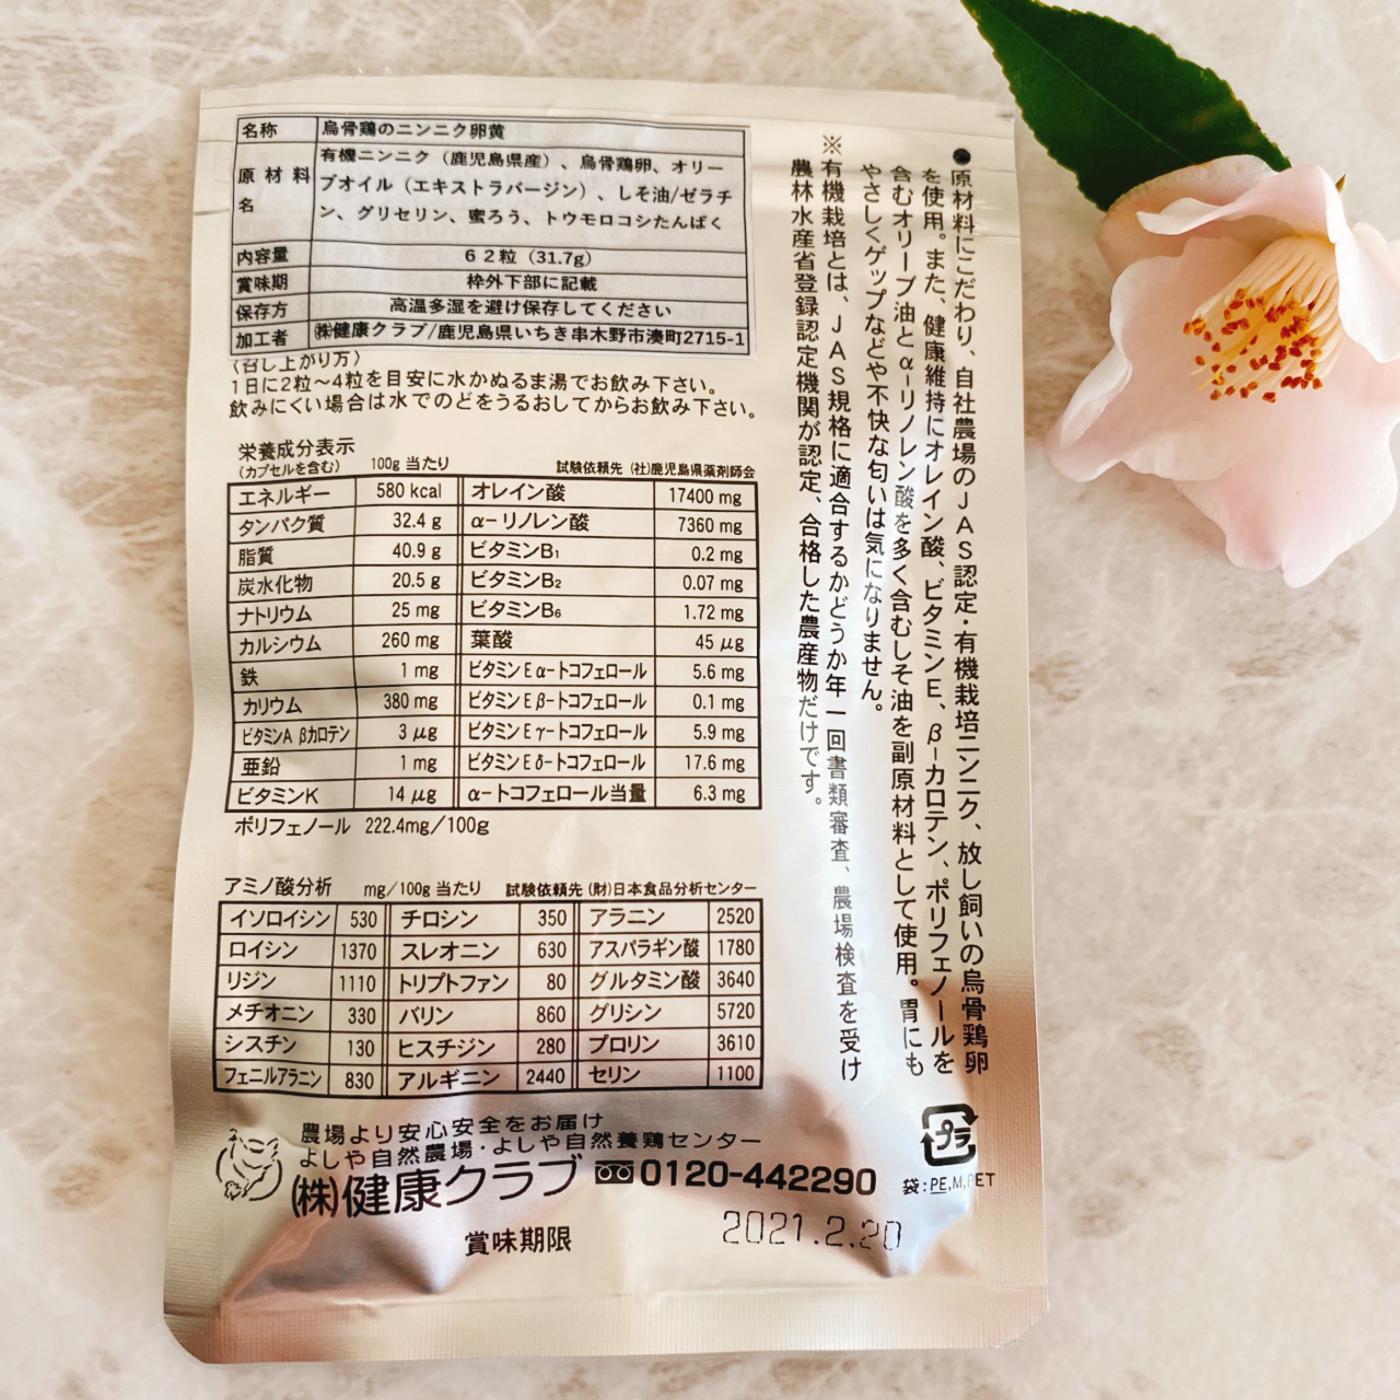 名称 烏骨鶏のニンニク卵黄
原材料名 有機ニンニク（鹿児島県産）、烏骨鶏卵、オリー
ブオイル（エキストラバージン）、しそ油/ゼラチ
ン、グリセリン、蜜ろう、トウモロコシたんぱく
内容量 62粒（31.7g）
賞味期 枠外下部に記載
保存方 高温多湿を避け保存してください
加工者 ㈱健康クラブ/鹿児島県いちき串木野市湊町2715-1
〈召し上がり方〉
1日に2粒～4粒を目安に水かぬるま湯でお飲み下さい。
飲みにくい場合は水でのどをうるおしてからお飲み下さい。
栄養成分表示
（カプセルを含む） 100g 当たり 試験依頼先 (社)鹿児島県薬剤師会
エネルギー 580 kcal オレイン酸 17400 mg
タンパク質 32.4 g α－リノレン酸 7360 mg
脂質 40.9 g ビタミンB₁ 0.2 mg
炭水化物 20.5 g ビタミンB₂ 0.07 mg
ナトリウム 25 mg ビタミンB₆ 1.72 mg
カルシウム 260 mg 葉酸 45 μg
鉄 1 mg ビタミンE α－トコフェロール 5.6 mg
カリウム 380 mg ビタミンE β－トコフェロール 0.1 mg
ビタミンA βカロテン 3 μg ビタミンE γ－トコフェロール 5.9 mg
亜鉛 1 mg ビタミンE δ－トコフェロール 17.6 mg
ビタミンK 14 μg α－トコフェロール当量 6.3 mg
ポリフェノール 222.4mg／100g
アミノ酸分析 mg／100g 当たり 試験依頼先 (財)日本食品分析センター
イソロイシン 530 チロシン 350 アラニン 2520
ロイシン 1370 スレオニン 630 アスパラギン酸 1780
リジン 1110 トリプトファン 80 グルタミン酸 3640
メチオニン 330 バリン 860 グリシン 5720
シスチン 130 ヒスチジン 280 プロリン 3610
フェニルアラニン 830 アルギニン 2440 セリン 1100
●原材料にこだわり、自社農場のJAS認定・有機栽培ニンニク、放し飼いの烏骨鶏卵
を使用。また、健康維持にオレイン酸、ビタミンE、β－カロテン、ポリフェノールを
含むオリーブ油とα－リノレン酸を多く含むしそ油を副原材料として使用。胃にも
やさしくゲップなどや不快な匂いは気になりません。
※有機栽培とは、JAS規格に適合するかどうか年一回書類審査、農場検査を受け
農林水産省登録認定機関が認定、合格した農産物だけです。
農場より安心安全をお届け
よしや自然農場・よしや自然養鶏センター
(株)健康クラブ 0120-442290
プラ
袋：PE,M,PET
賞味期限 2021.2.20